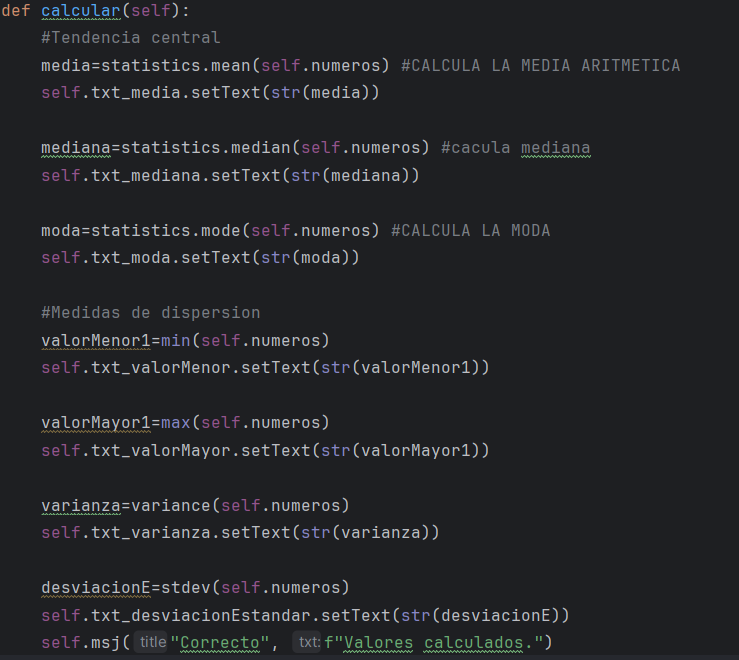 def calcular(self):
#Tendencia central
media=statistics.mean(self.numeros) #CALCULA LA MEDIA ARITMETICA
self.txt_media.setText(str(media))
mediana=statistics.median(self.numeros) #cacula mediana
self.txt_mediana.setText(str(mediana))
moda=statistics.mode(self.numeros) #CALCULA LA MODA
self.txt_moda.setText(str(moda))
#Medidas de dispersion
valorMenor1=min(self.numeros)
self.txt_valorMenor.setText(str(valorMenor1))
valorMayor1=max(self.numeros)
self.txt_valorMayor.setText(str(valorMayor1))
varianza=variance(self.numeros)
self.txt_varianza.setText(str(varianza))
desviacionE=stdev(self.numeros)
self.txt_desviacionEstandar.setText(str(desviacionE))
self.msj( title "Correcto", txt: f"Valores calculados.")